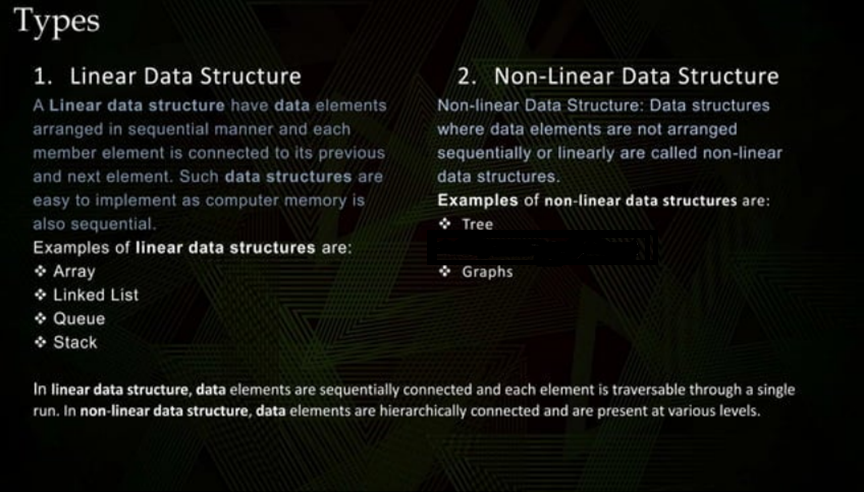 Types
1. Linear Data Structure
A Linear data structure have data elements
arranged in sequential manner and each
member element is connected to its previous
and next element. Such data structures are
easy to implement as computer memory is
also sequential.
Examples of linear data structures are:
❖ Array
❖ Linked List
❖ Queue
❖ Stack
2. Non-Linear Data Structure
Non-linear Data Structure: Data structures
where data elements are not arranged
sequentially or linearly are called non-linear
data structures.
Examples of non-linear data structures are:
❖ Tree
❖ Graphs
In linear data structure, data elements are sequentially connected and each element is traversable through a single
run. In non-linear data structure, data elements are hierarchically connected and are present at various levels.